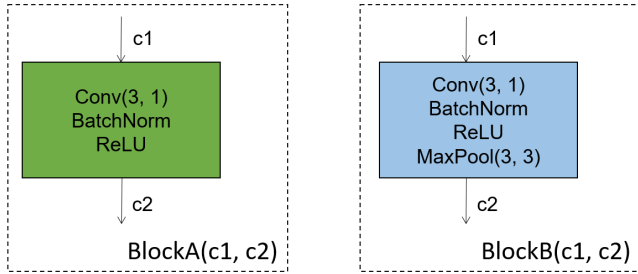 c1
Conv(3, 1)
BatchNorm
ReLU
c2
BlockA(c1, c2)
c1
Conv(3, 1)
BatchNorm
ReLU
MaxPool(3, 3)
c2
BlockB(c1, c2)